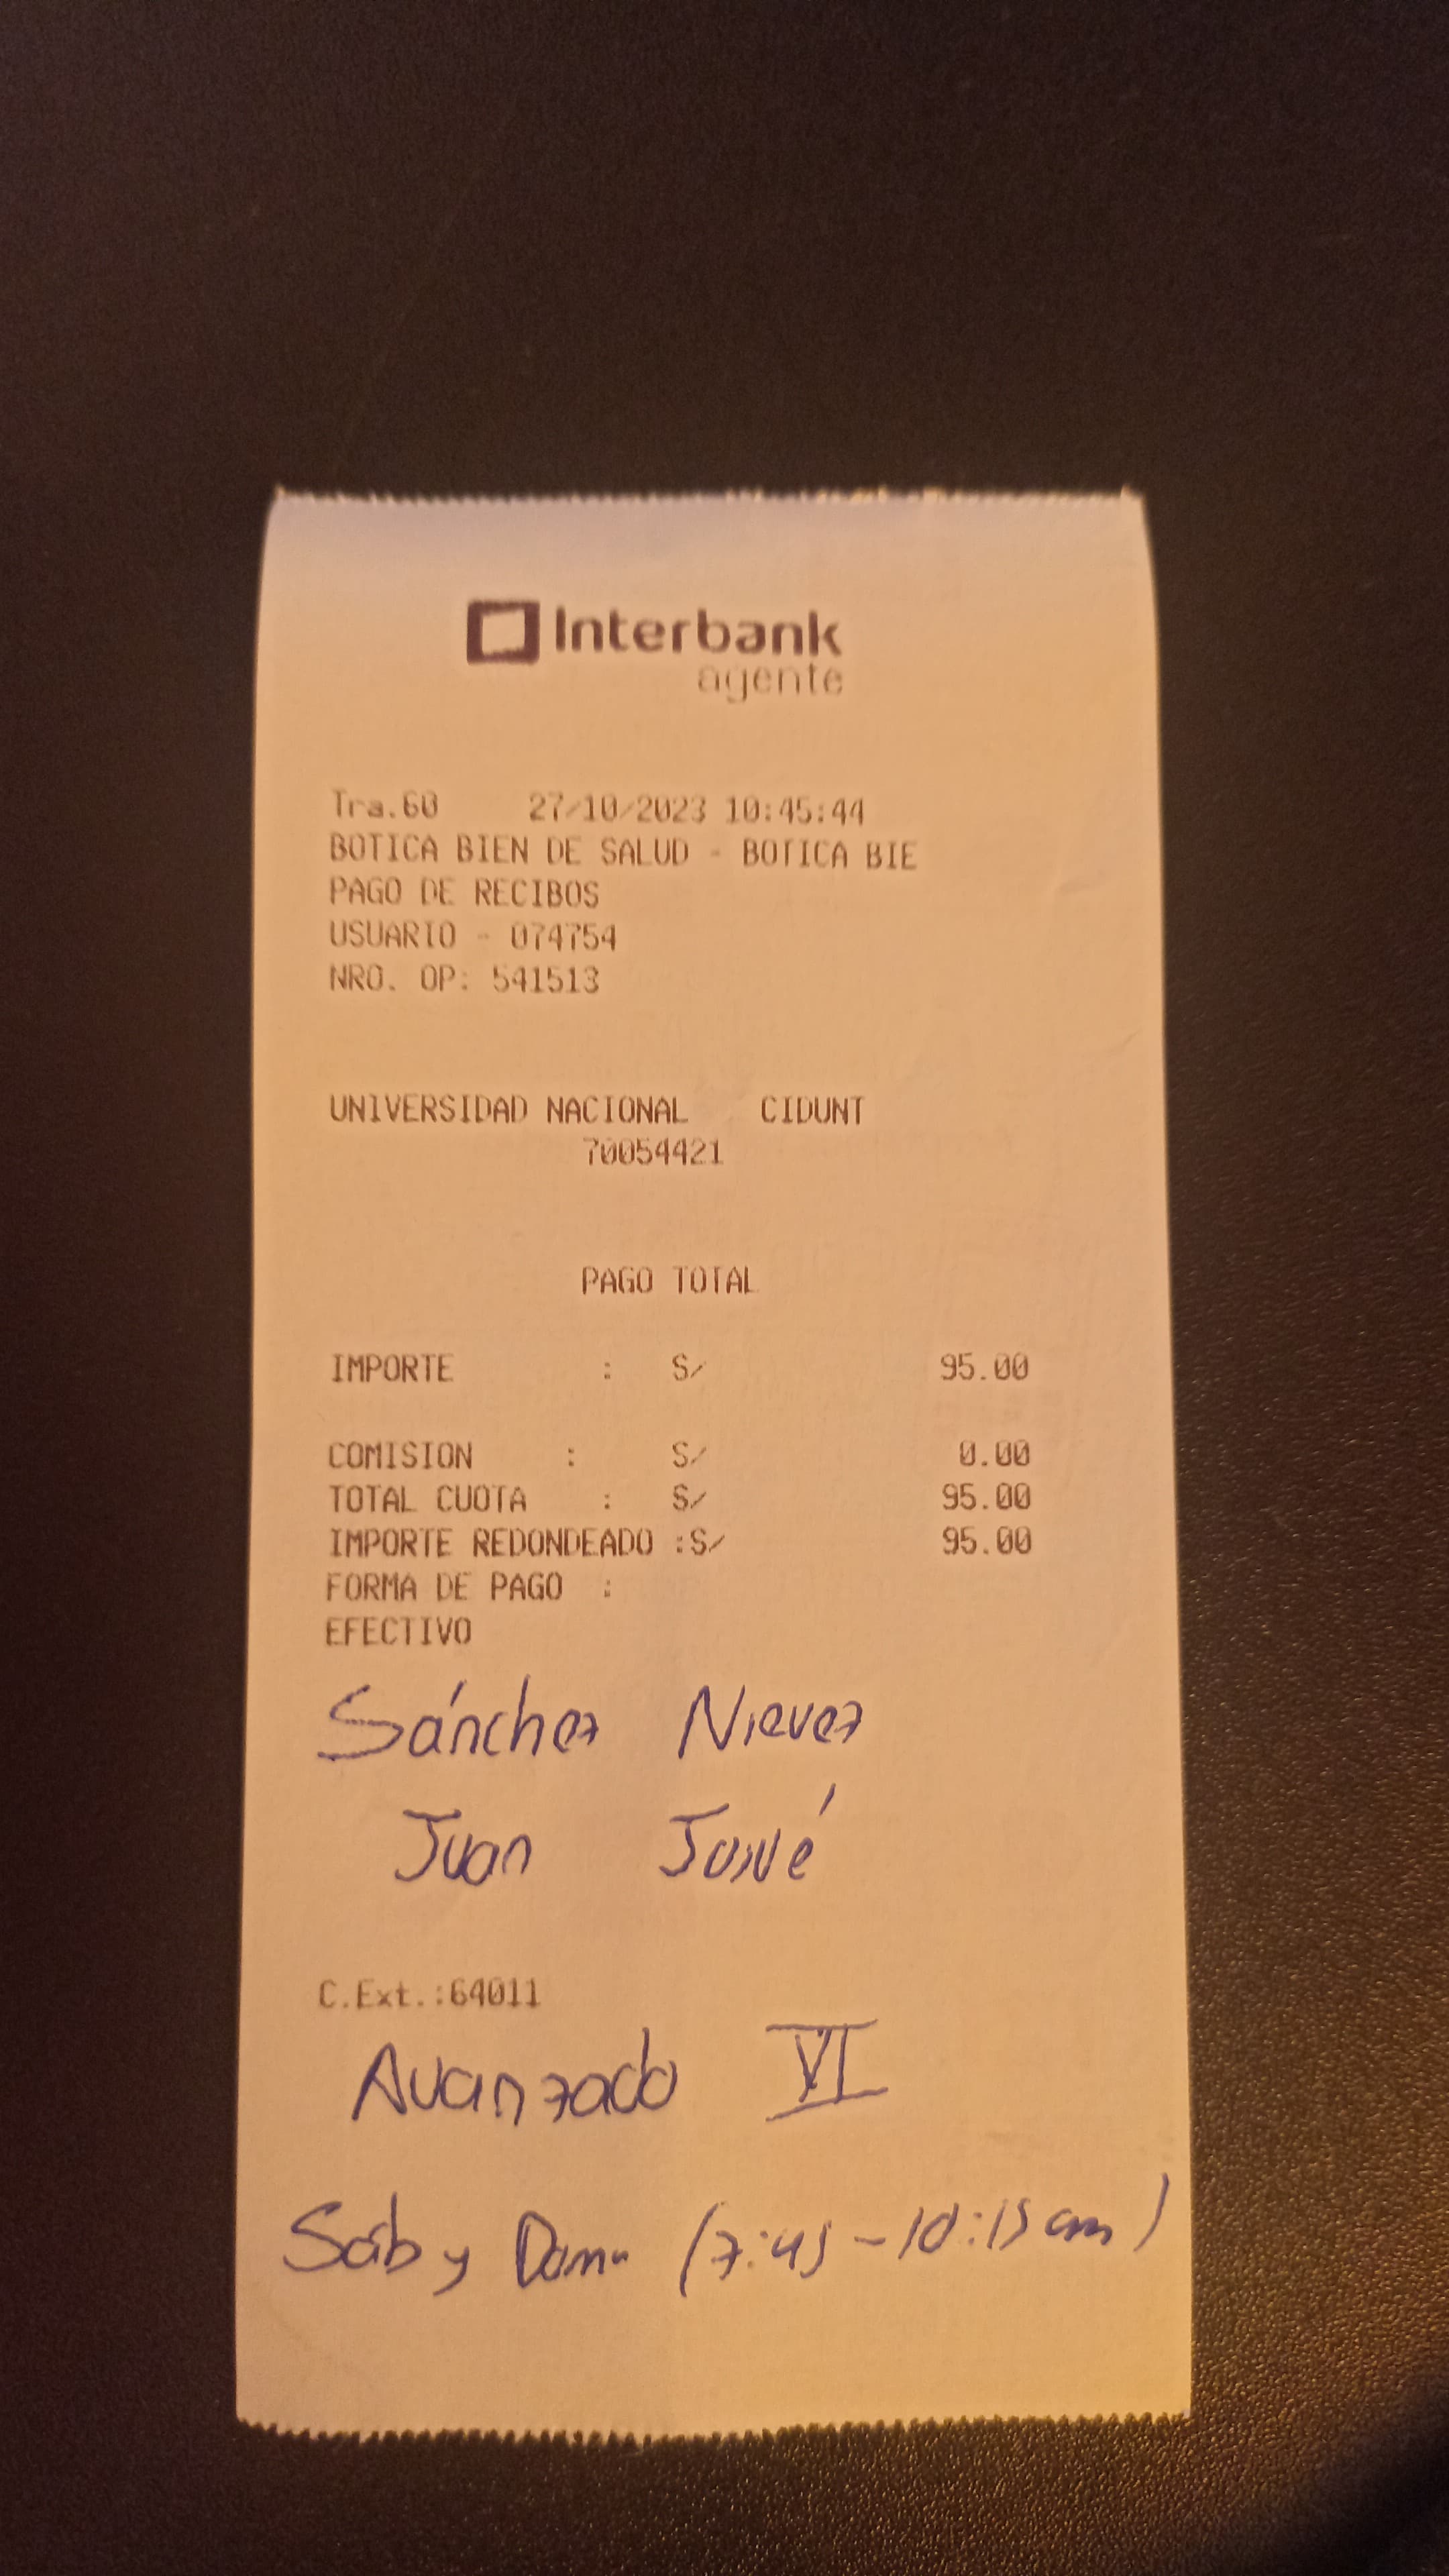 Interbank
agente
Tra.60 27/10/2023 10:45:44
BOTICA BIEN DE SALUD - BOTICA BIE
PAGO DE RECIBOS
USUARIO - 074754
NRO. OP: 541513
UNIVERSIDAD NACIONAL CIDUNT
70054421
PAGO TOTAL
IMPORTE : S/ 95.00
COMISION : S/ 0.00
TOTAL CUOTA : S/ 95.00
IMPORTE REDONDEADO :S/ 95.00
FORMA DE PAGO :
EFECTIVO
Sánchez Nievez
Juan Josué
C.Ext.:64011
Avanzado VI
Sáb y Dom (7:45 - 10:15 am)